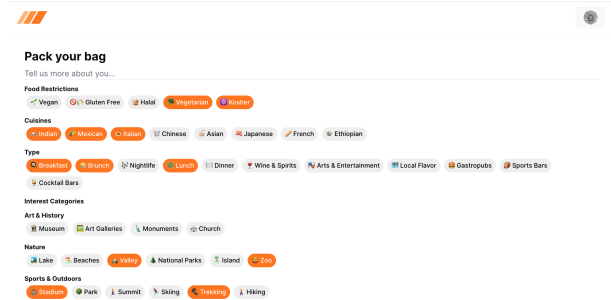 Pack your bag
Tell us more about you...
Food Restrictions
Vegan Gluten Free Halal Vegetarian Kosher
Cuisines
Indian Mexican Italian Chinese Asian Japanese French Ethiopian
Type
Breakfast Brunch Nightlife Lunch Dinner Wine & Spirits Arts & Entertainment Local Flavor Gastropubs Sports Bars
Cocktail Bars
Interest Categories
Art & History
Museum Art Galleries Monuments Church
Nature
Lake Beaches Valley National Parks Island Zoo
Sports & Outdoors
Stadium Park Summit Skiing Trekking Hiking